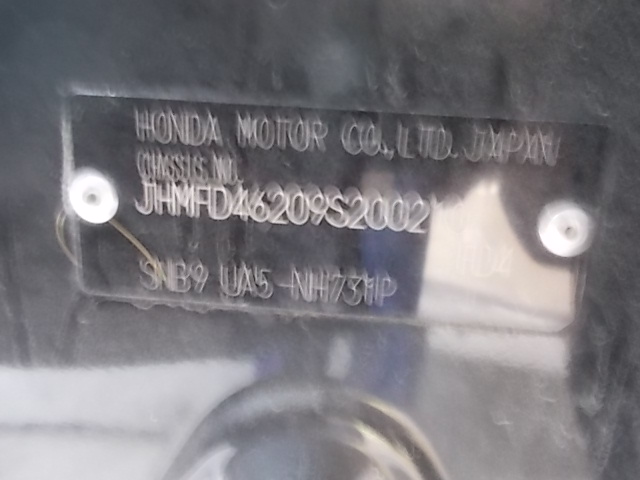 HONDA MOTOR CO.,LTD. JAPAN
CHASSIS NO.
JHMFD46209S2002
SNB9 UA5 NH731P